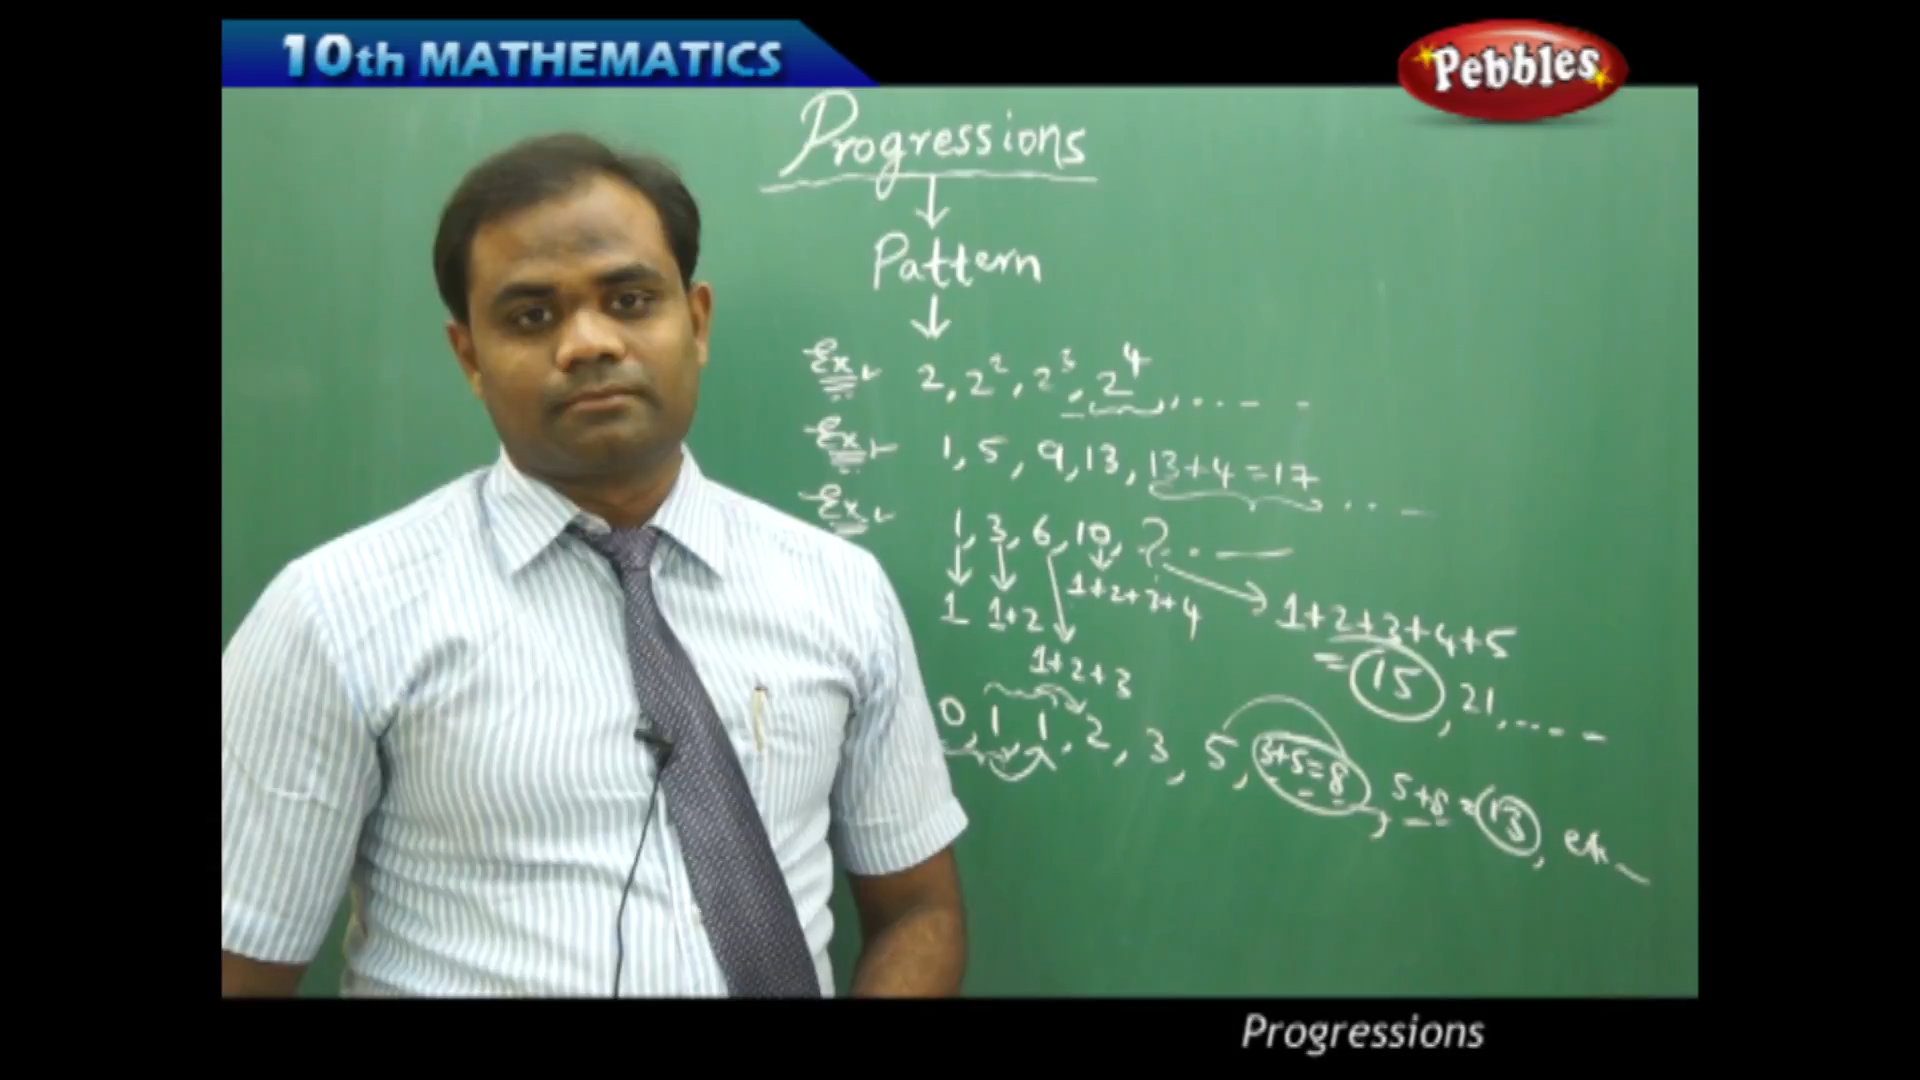 10th MATHEMATICS
Pebbles
Progressions
Pattern
Ex 2, 2², 2³, 2⁴, . . . - -
Ex 1, 5, 9, 13, 13+4=17 . . . -
Ex 1, 3, 6, 10, ? . . —
1 1+2 1+2+3+4 1+2+3+4+5
1+2+3 = 15, 21, . . . . -
0, 1, 1, 2, 3, 5, 3+5=8, 5+8=13,
Progressions